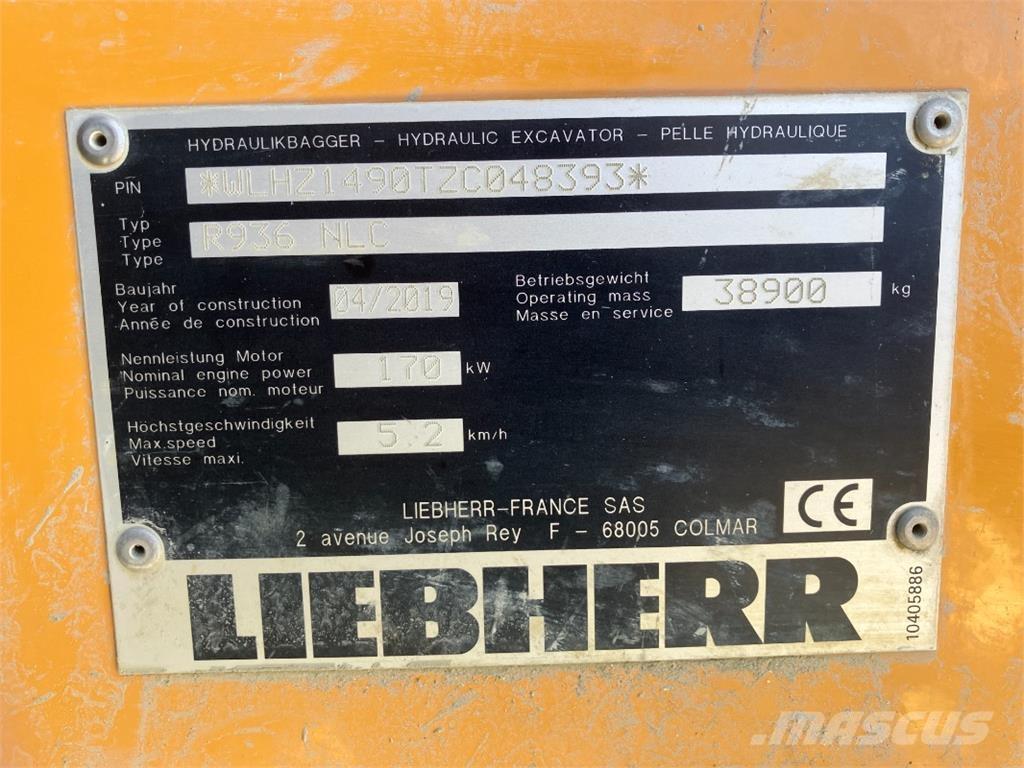 HYDRAULIKBAGGER – HYDRAULIC EXCAVATOR – PELLE HYDRAULIQUE
PIN *WLHZ1490TZC048393*
Typ
Type R936 NLC
Type
Baujahr
Year of construction 04/2019
Année de construction
Betriebsgewicht
Operating mass 38900 kg
Masse en service
Nennleistung Motor
Nominal engine power 170 kW
Puissance nom. moteur
Höchstgeschwindigkeit
Max.speed 5.2 km/h
Vitesse maxi.
LIEBHERR–FRANCE SAS
2 avenue Joseph Rey F – 68005 COLMAR
CE
LIEBHERR
10405886
MASCUS